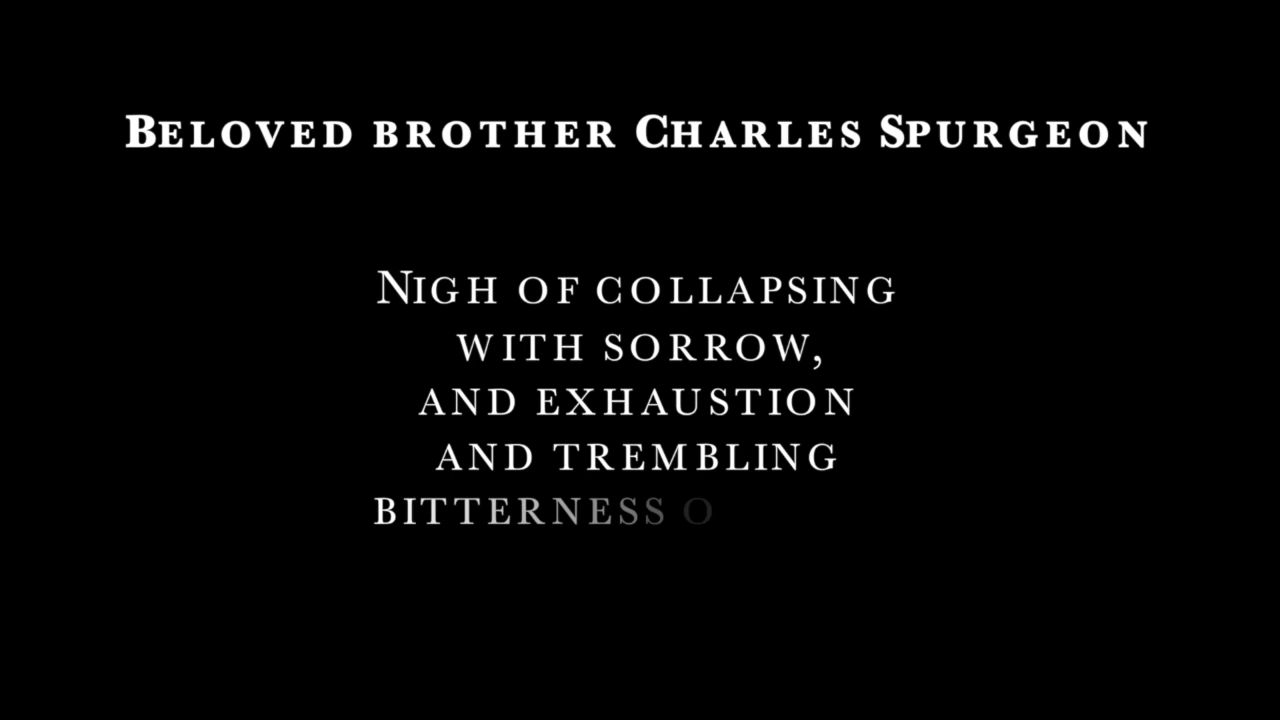 Beloved brother Charles Spurgeon
Nigh of collapsing
with sorrow,
and exhaustion
and trembling
bitterness o